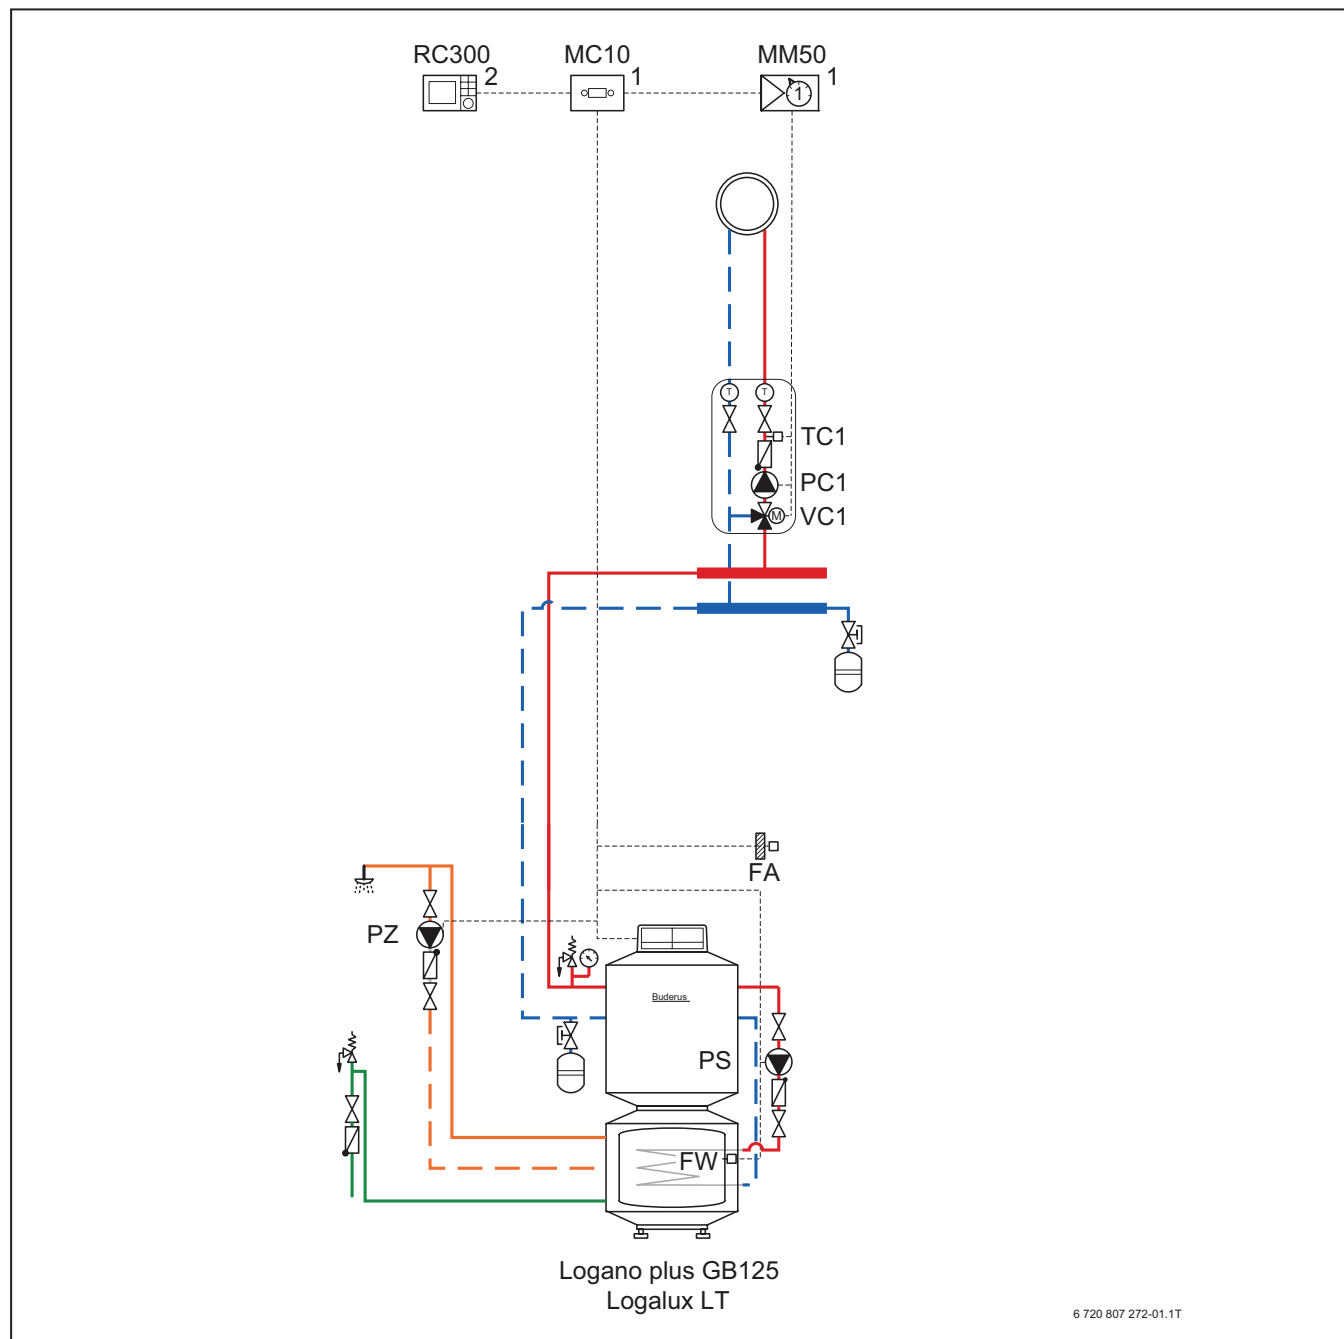 RC300
2
MC10
1
MM50
1
1
T
T
TC1
PC1
M
VC1
FA
PZ
Buderus
PS
FW
Logano plus GB125
Logalux LT
6 720 807 272-01.1T